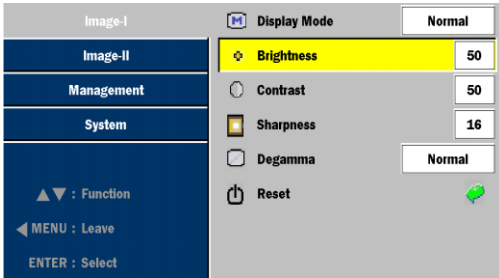 Image-I
Image-II
Management
System
▲▼ : Function
◀ MENU : Leave
ENTER : Select
M Display Mode Normal
Brightness 50
Contrast 50
Sharpness 16
Degamma Normal
Reset